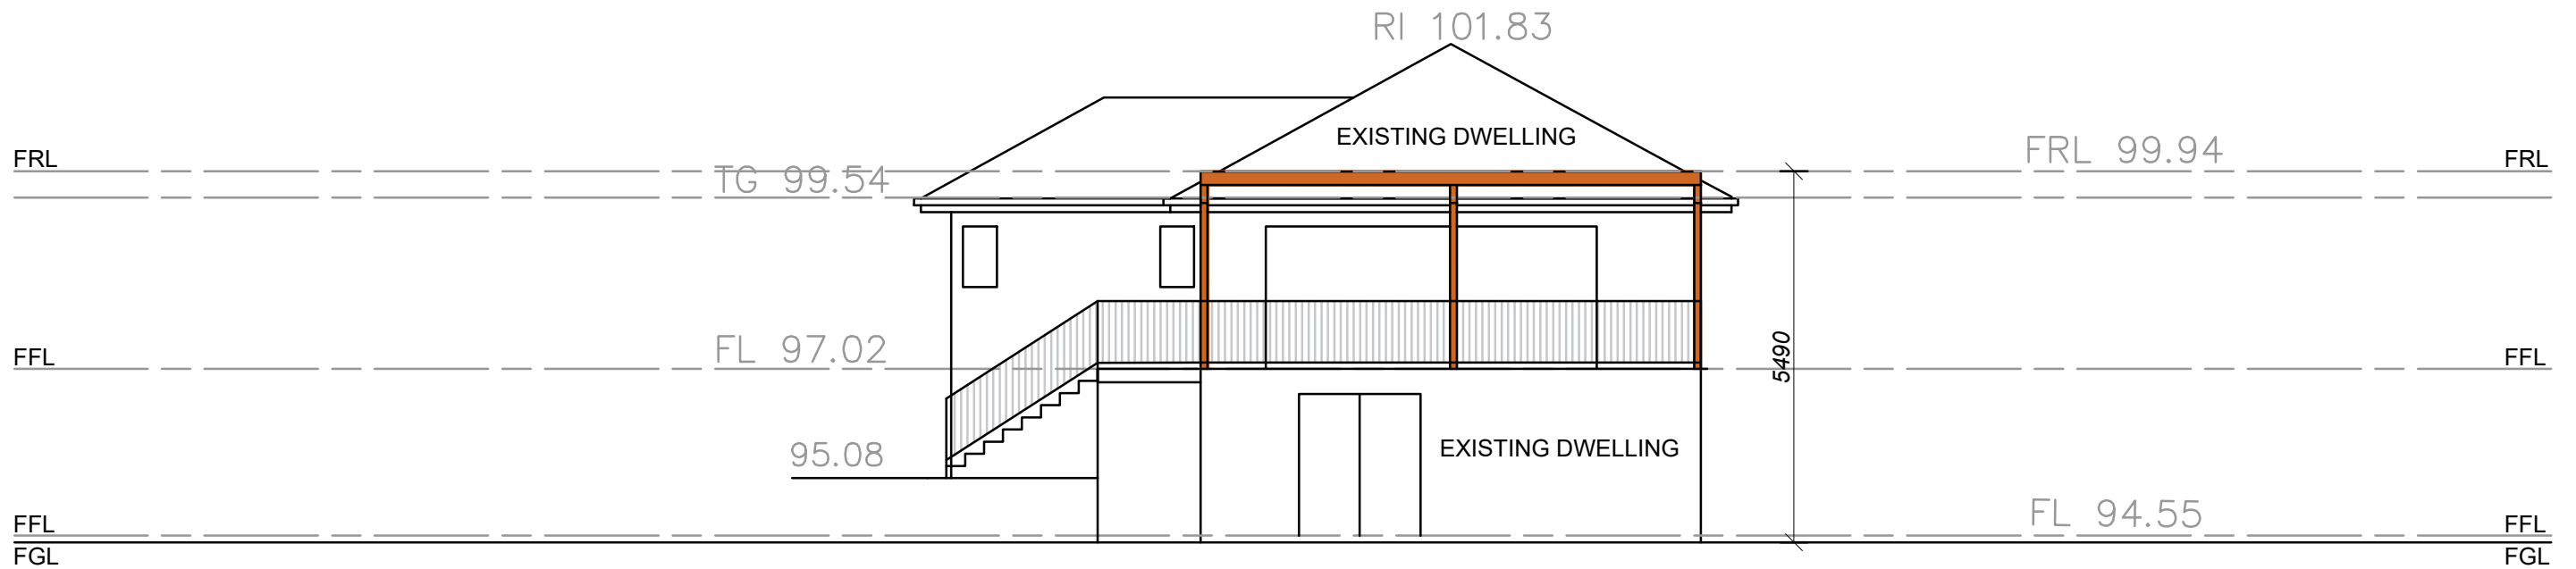 RI 101.83
EXISTING DWELLING
FRL
TG 99.54
FRL 99.94
FRL
FFL
FL 97.02
5490
FFL
95.08
EXISTING DWELLING
FL 94.55
FFL
FFL
FGL
FGL